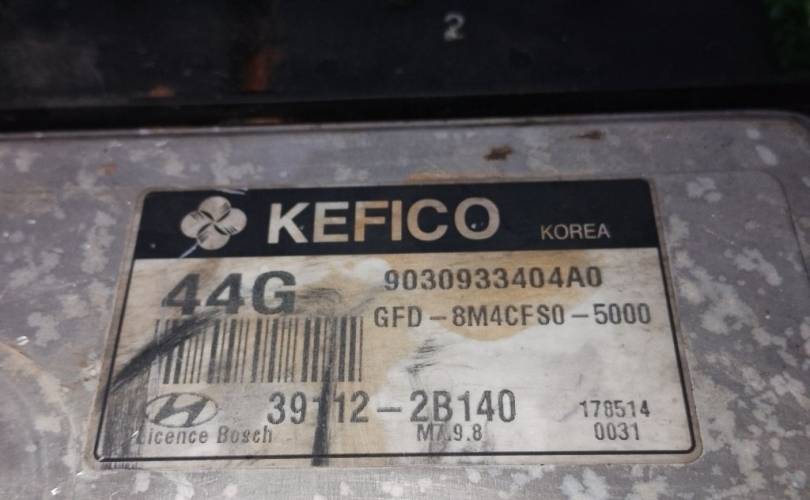 2
KEFICO KOREA
44G 9030933404A0
GFD-8M4CFS0-5000
39112-2B140 178514
Licence Bosch M7.9.8 0031